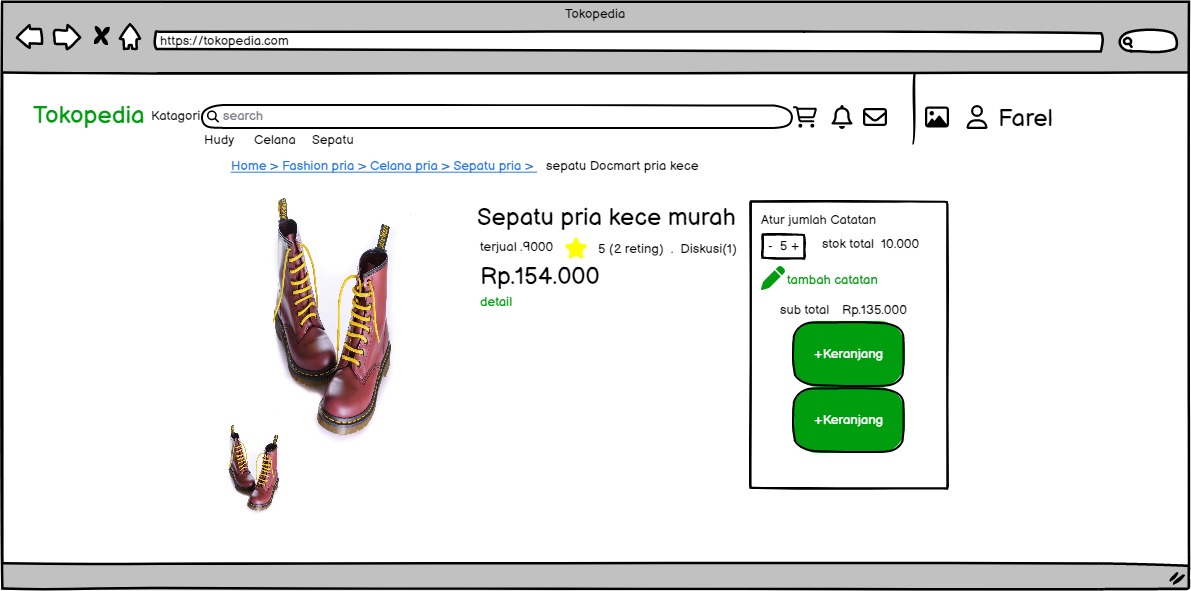 Tokopedia
https://tokopedia.com
Tokopedia Katagori search Farel
Hudy Celana Sepatu
Home > Fashion pria > Celana pria > Sepatu pria > sepatu Docmart pria kece
Sepatu pria kece murah
terjual .9000 5 (2 reting) . Diskusi(1)
Rp.154.000
detail
Atur jumlah Catatan
- 5 + stok total 10.000
tambah catatan
sub total Rp.135.000
+Keranjang
+Keranjang